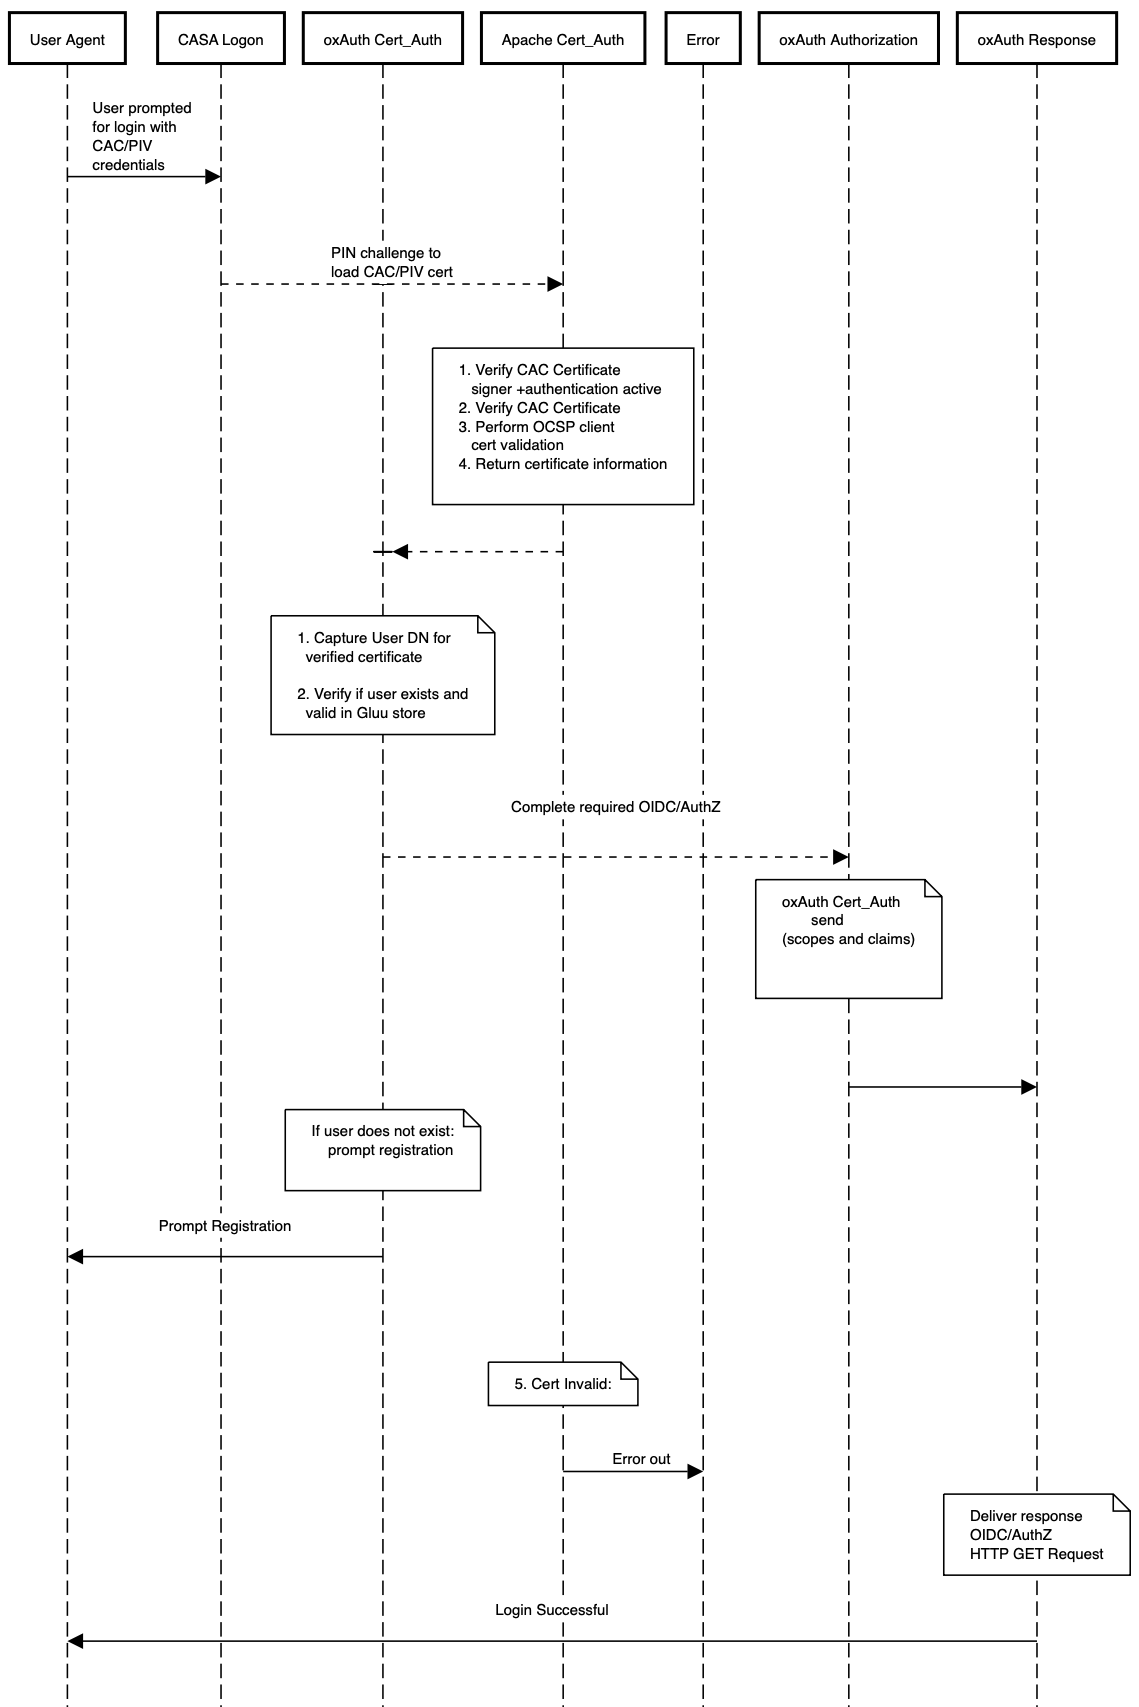 User Agent
CASA Logon
oxAuth Cert_Auth
Apache Cert_Auth
Error
oxAuth Authorization
oxAuth Response
User prompted
for login with
CAC/PIV
credentials
PIN challenge to
load CAC/PIV cert
1. Verify CAC Certificate
signer +authentication active
2. Verify CAC Certificate
3. Perform OCSP client
cert validation
4. Return certificate information
1. Capture User DN for
verified certificate
2. Verify if user exists and
valid in Gluu store
Complete required OIDC/AuthZ
oxAuth Cert_Auth
send
(scopes and claims)
If user does not exist:
prompt registration
Prompt Registration
5. Cert Invalid:
Error out
Deliver response
OIDC/AuthZ
HTTP GET Request
Login Successful